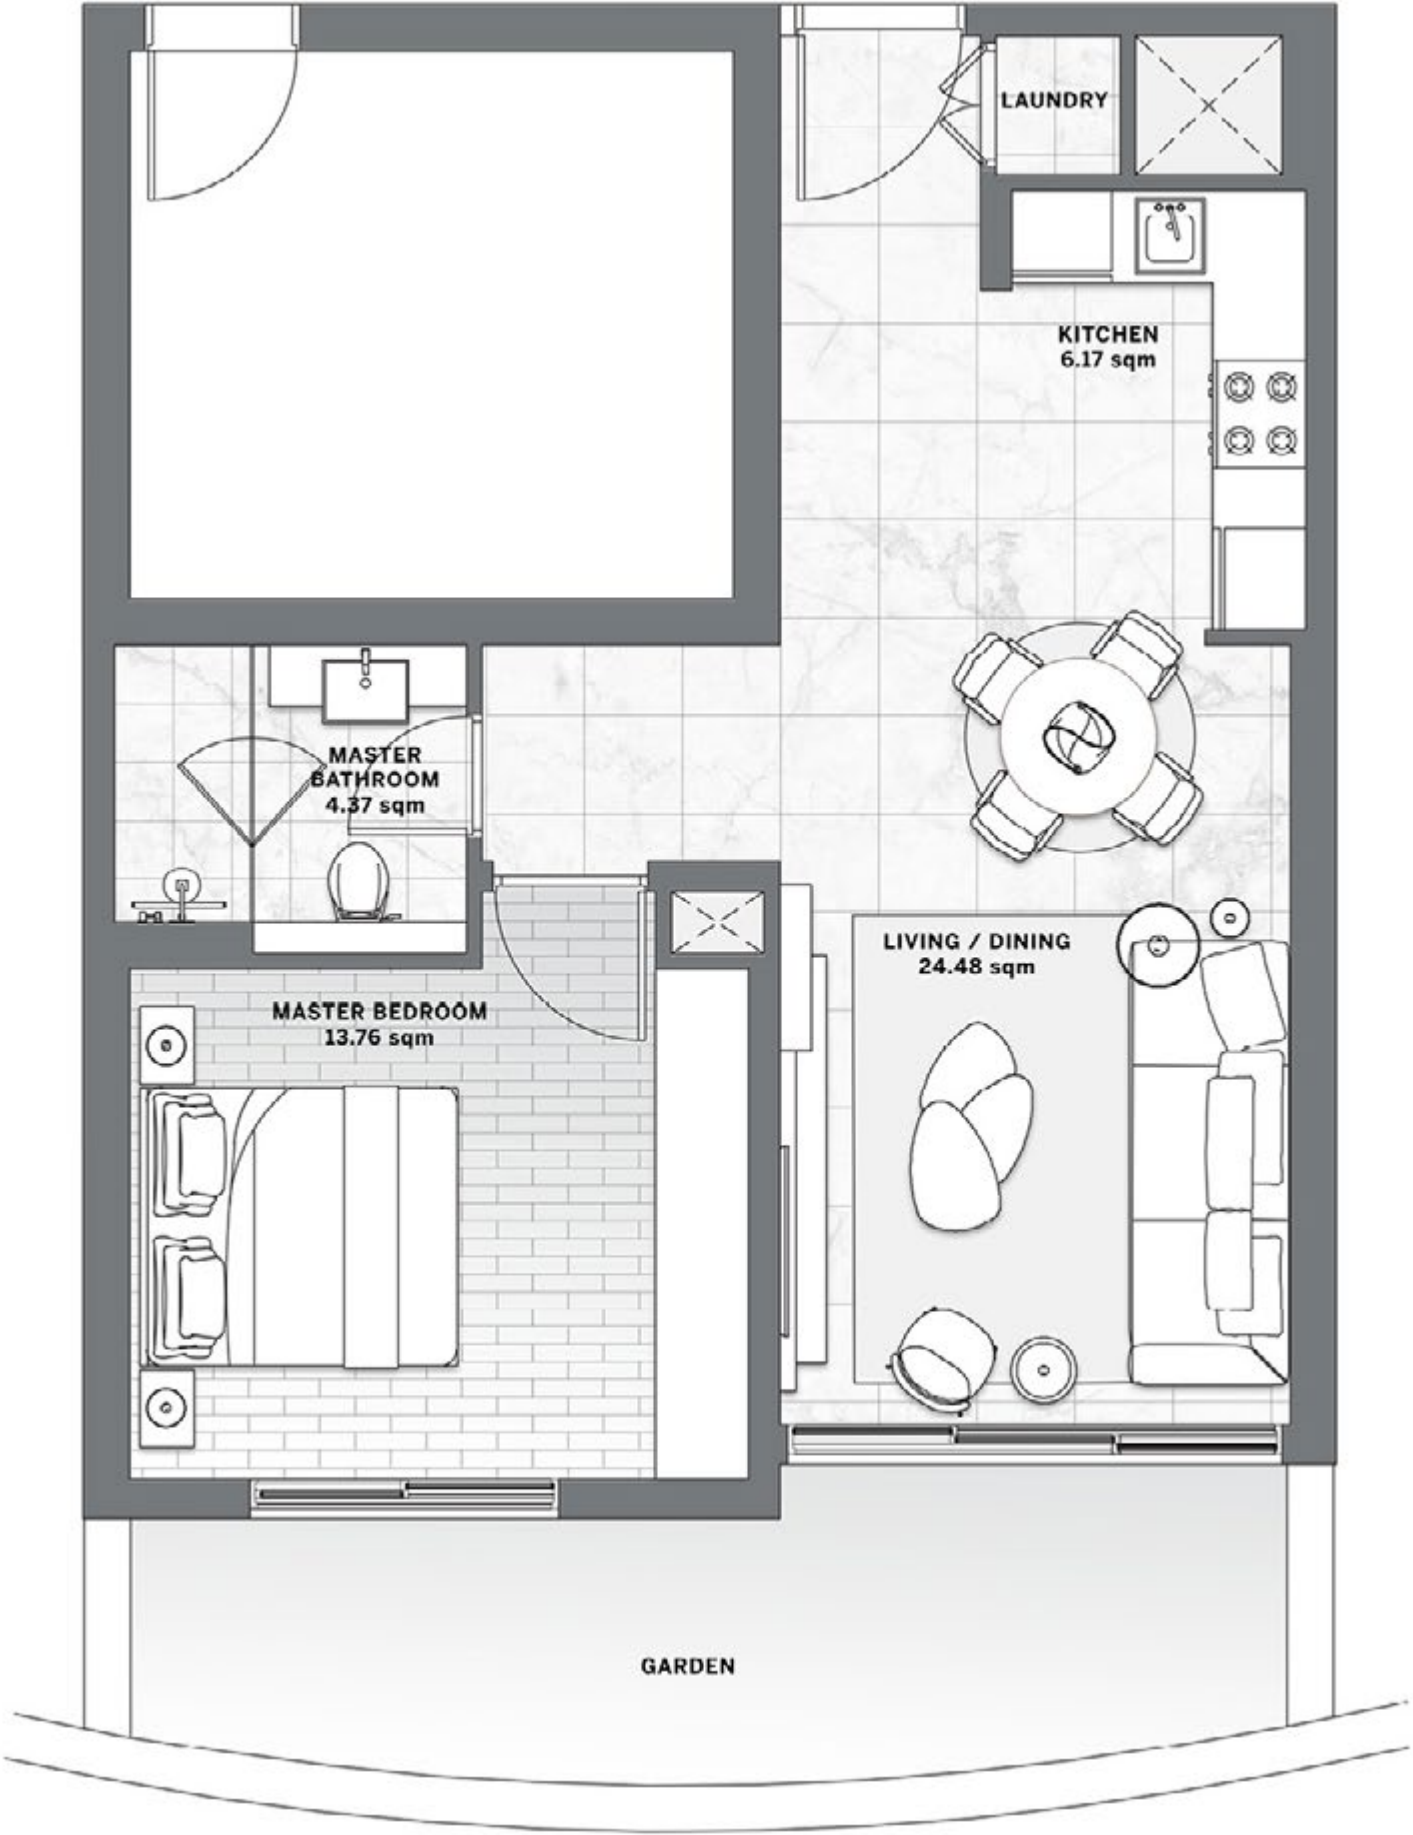 LAUNDRY
KITCHEN
6.17 sqm
MASTER
BATHROOM
4.37 sqm
LIVING / DINING
24.48 sqm
MASTER BEDROOM
13.76 sqm
GARDEN